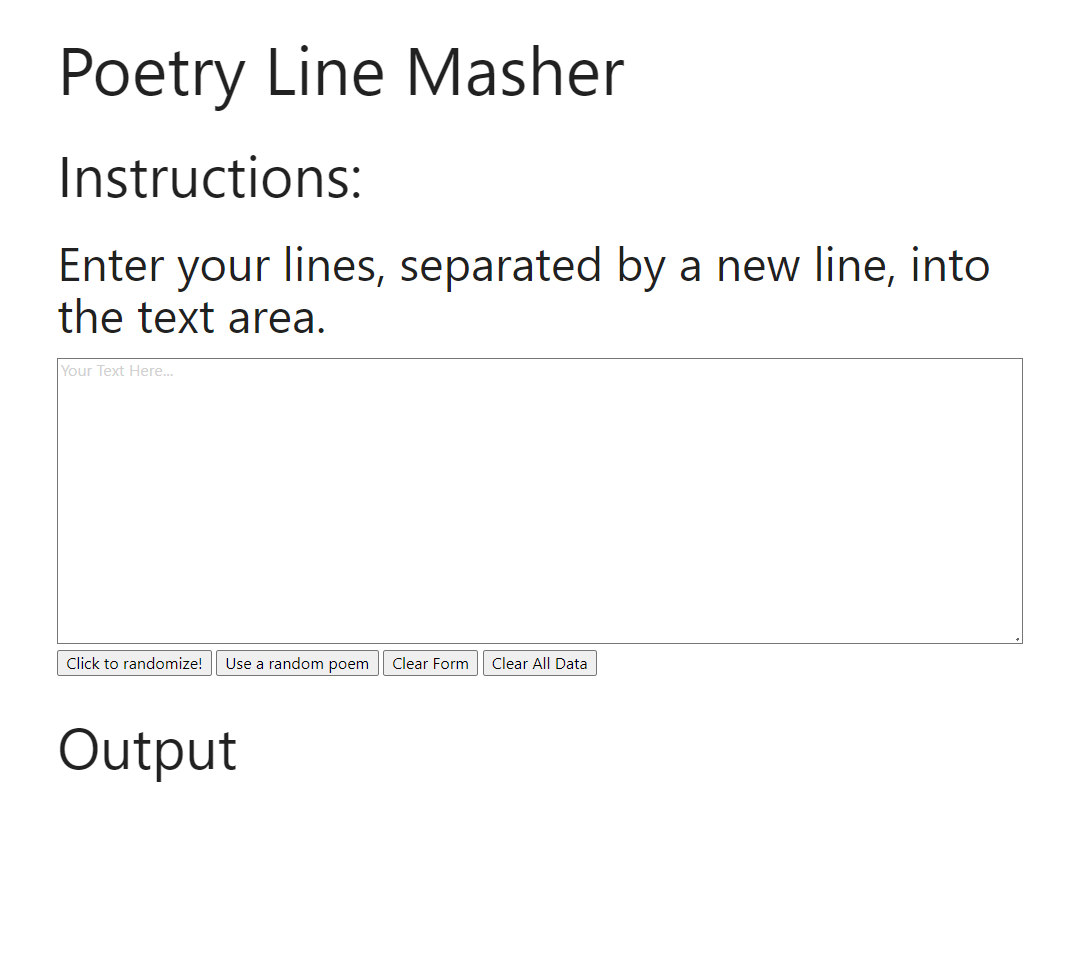 Poetry Line Masher
Instructions:
Enter your lines, separated by a new line, into
the text area.
Your Text Here...
Click to randomize! Use a random poem Clear Form Clear All Data
Output